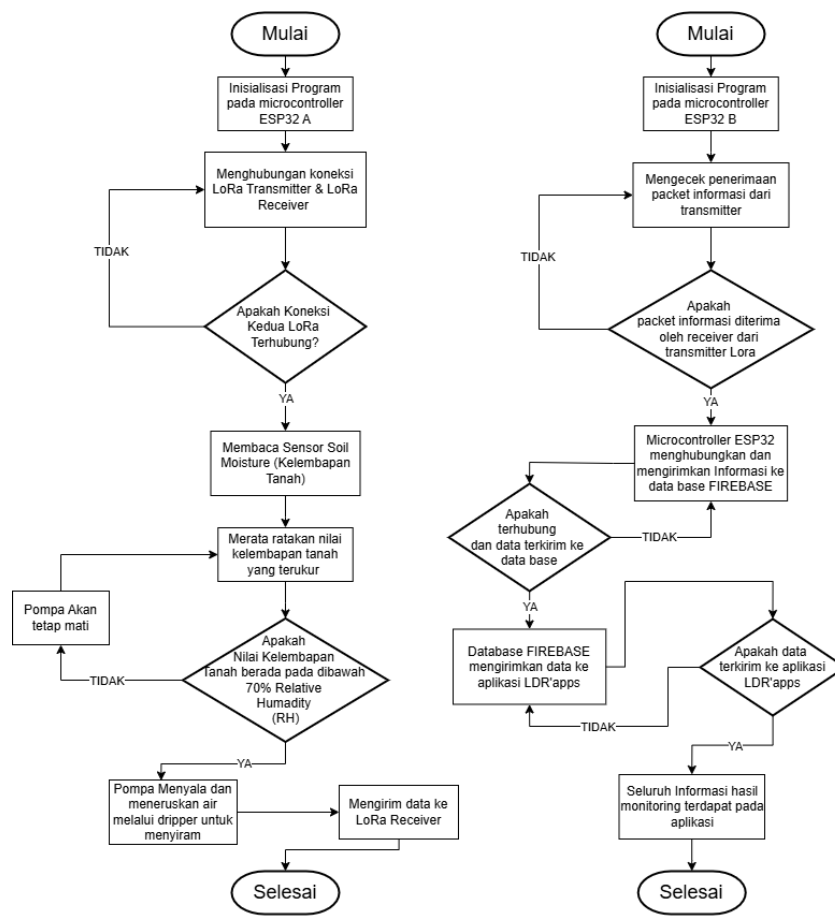 Mulai
Inisialisasi Program
pada microcontroller
ESP32 A
Menghubungan koneksi
LoRa Transmitter & LoRa
Receiver
TIDAK
Apakah Koneksi
Kedua LoRa
Terhubung?
YA
Membaca Sensor Soil
Moisture (Kelembapan
Tanah)
Merata ratakan nilai
kelembapan tanah
yang terukur
Pompa Akan
tetap mati
Apakah
Nilai Kelembapan
Tanah berada pada dibawah
70% Relative
Humadity
(RH)
TIDAK
YA
Pompa Menyala dan
meneruskan air
melalui dripper untuk
menyiram
Mengirim data ke
LoRa Receiver
Selesai
Mulai
Inisialisasi Program
pada microcontroller
ESP32 B
Mengecek penerimaan
packet informasi dari
transmitter
TIDAK
Apakah
packet informasi diterima
oleh receiver dari
transmitter Lora
YA
Microcontroller ESP32
menghubungkan dan
mengirimkan Informasi ke
data base FIREBASE
Apakah
terhubung
dan data terkirim ke
data base
TIDAK
YA
Database FIREBASE
mengirimkan data ke
aplikasi LDR'apps
Apakah data
terkirim ke aplikasi
LDR'apps
TIDAK
YA
Seluruh Informasi hasil
monitoring terdapat pada
aplikasi
Selesai